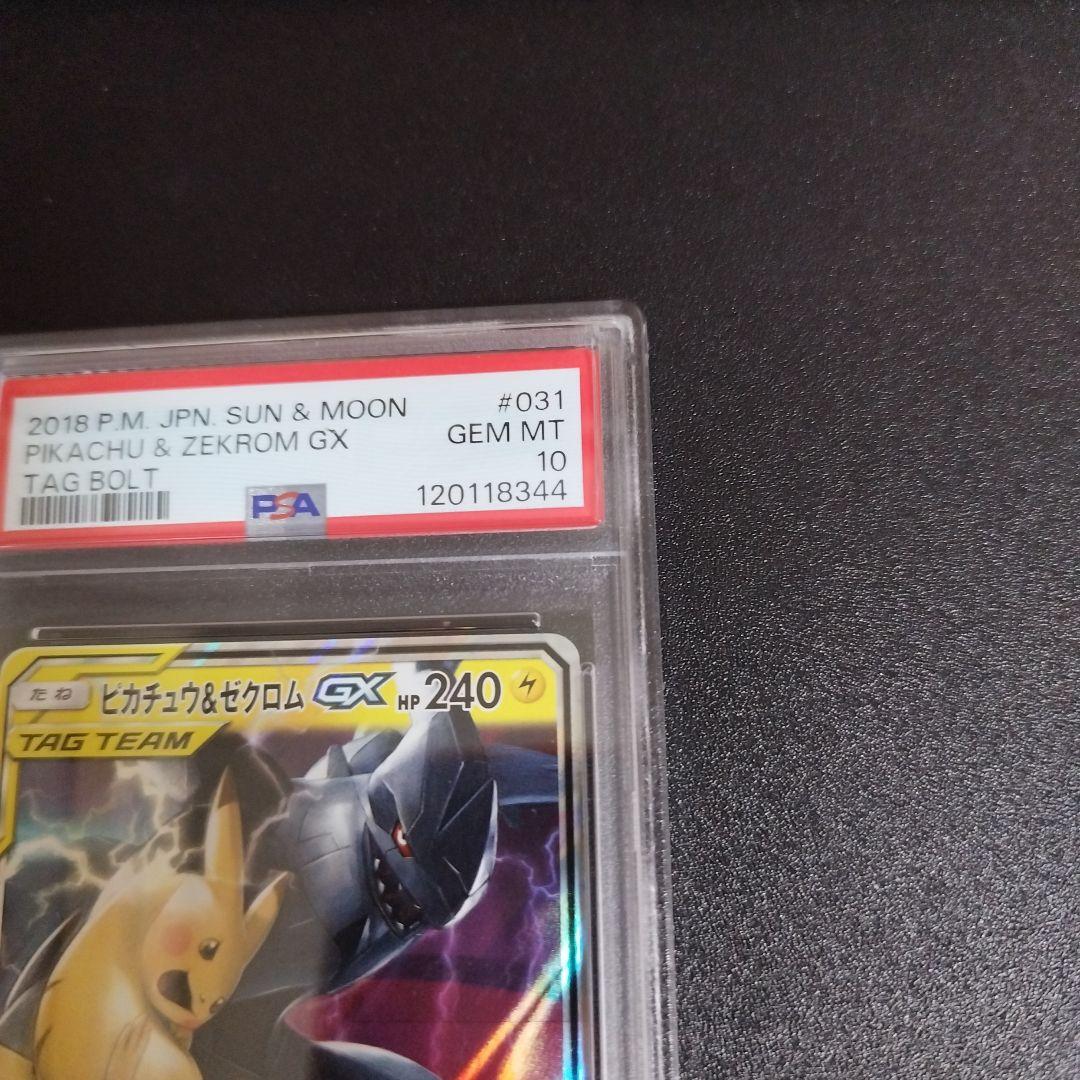 2018 P.M. JPN. SUN & MOON #031
PIKACHU & ZEKROM GX GEM MT
TAG BOLT 10
120118344
PSA
たね ピカチュウ&ゼクロム GX HP 240
TAG TEAM